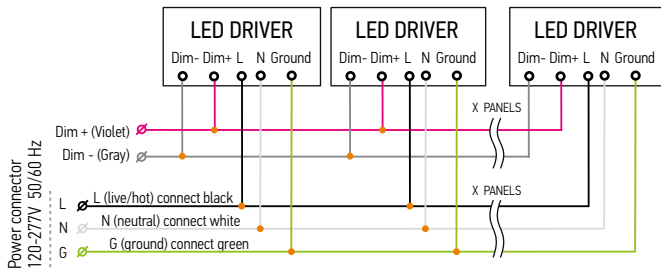 LED DRIVER LED DRIVER LED DRIVER
Dim- Dim+ L N Ground Dim- Dim+ L N Ground Dim- Dim+ L N Ground
X PANELS
Dim + (Violet)
Dim - (Gray)
X PANELS
L L (live/hot) connect black
N N (neutral) connect white
G G (ground) connect green
Power connector
120-277V 50/60 Hz